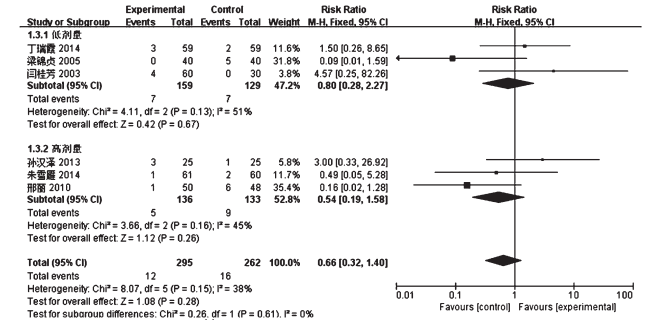 Experimental Control Risk Ratio Risk Ratio
Study or Subgroup Events Total Events Total Weight M-H, Fixed, 95% CI M-H, Fixed, 95% CI
1.3.1 低剂量
丁瑞霞 2014 3 59 2 59 11.6% 1.50 [0.26, 8.65]
梁锦贞 2005 0 40 5 40 31.8% 0.09 [0.01, 1.59]
闫桂芳 2003 4 60 0 30 3.8% 4.57 [0.25, 82.26]
Subtotal (95% CI) 159 129 47.2% 0.80 [0.28, 2.27]
Total events 7 7
Heterogeneity: Chi² = 4.11, df = 2 (P = 0.13); I² = 51%
Test for overall effect: Z = 0.42 (P = 0.67)
1.3.2 高剂量
孙汉泽 2013 3 25 1 25 5.8% 3.00 [0.33, 26.92]
朱雪霞 2014 1 61 2 60 11.6% 0.49 [0.05, 5.28]
邢丽 2010 1 50 6 48 35.4% 0.16 [0.02, 1.28]
Subtotal (95% CI) 136 133 52.8% 0.54 [0.19, 1.58]
Total events 5 9
Heterogeneity: Chi² = 3.66, df = 2 (P = 0.16); I² = 45%
Test for overall effect: Z = 1.12 (P = 0.26)
Total (95% CI) 295 262 100.0% 0.66 [0.32, 1.40]
Total events 12 16
Heterogeneity: Chi² = 8.07, df = 5 (P = 0.15); I² = 38%
Test for overall effect: Z = 1.08 (P = 0.28)
Test for subgroup differences: Chi² = 0.26, df = 1 (P = 0.61), I² = 0%
0.01 0.1 1 10 100
Favours [control] Favours [experimental]